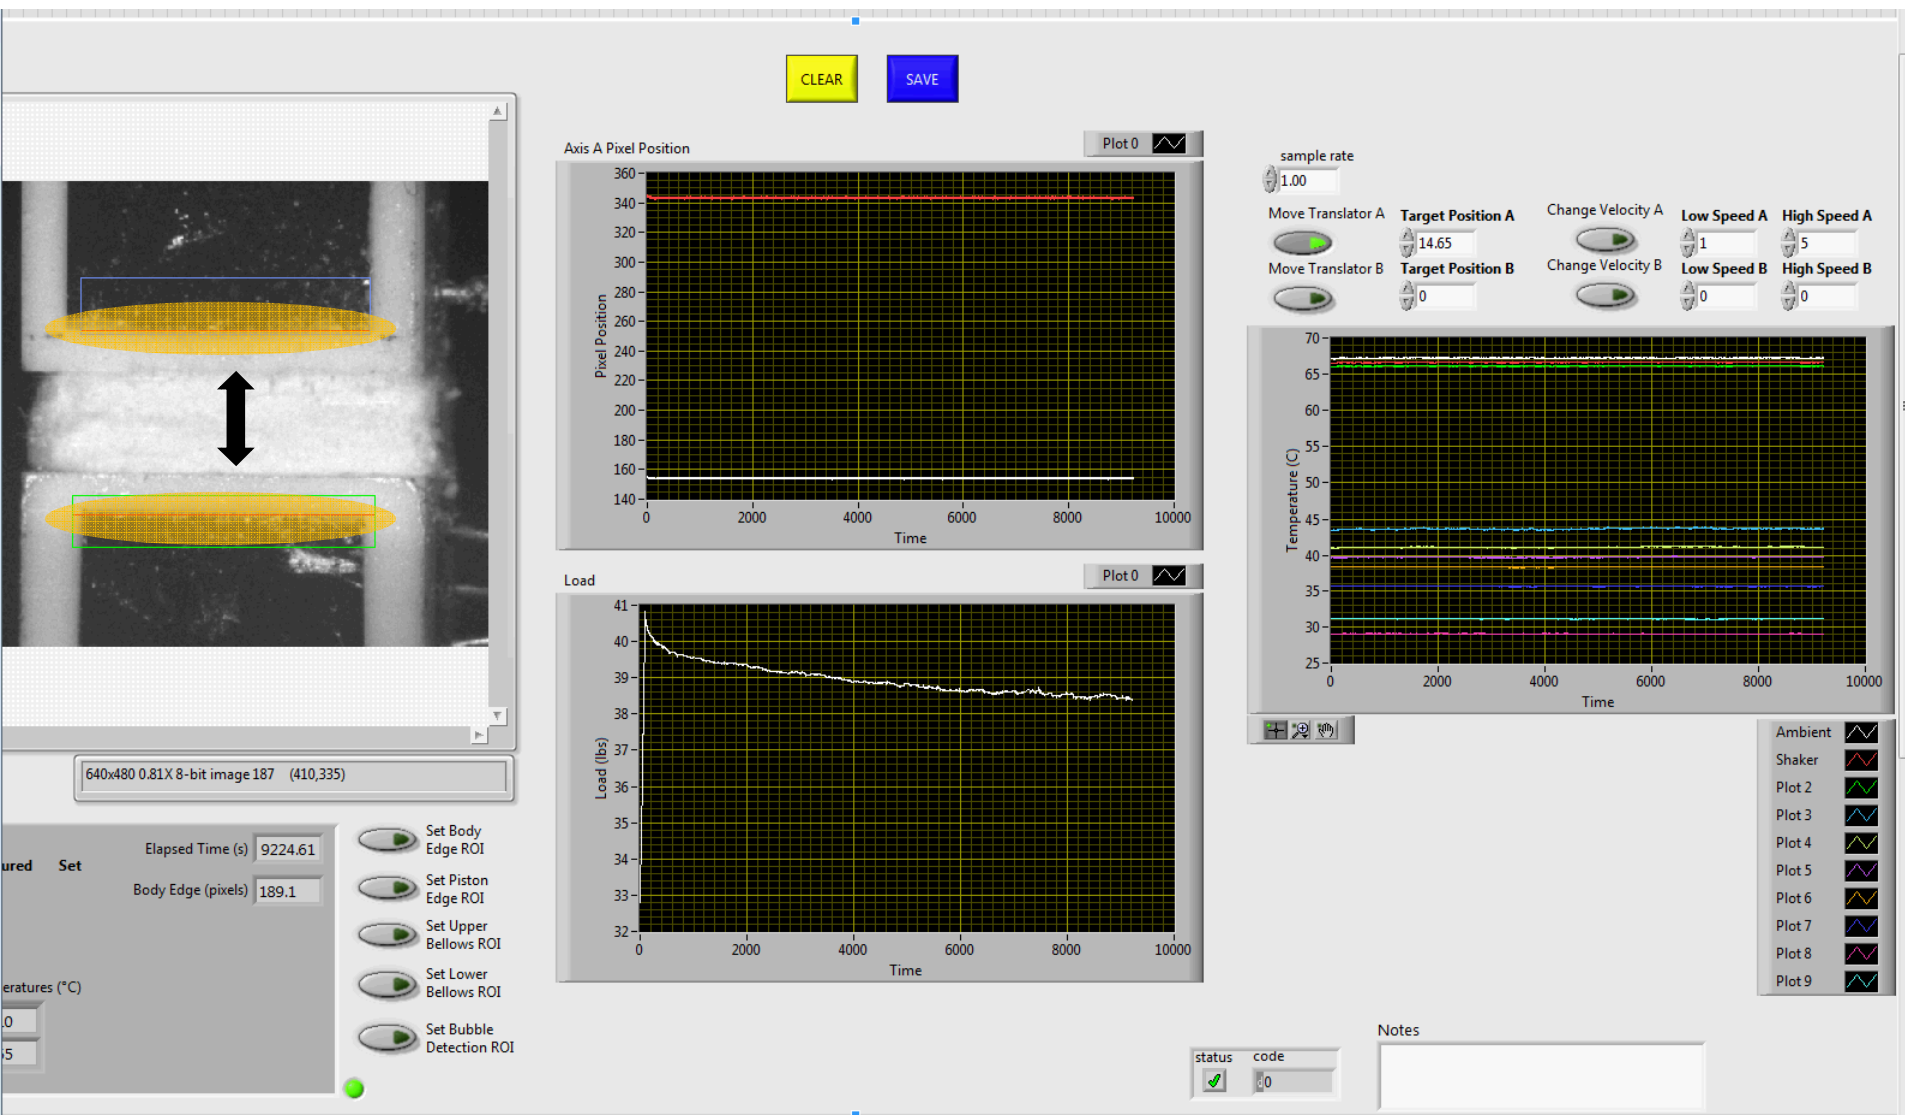 CLEAR
SAVE
Axis A Pixel Position
Plot 0
360
340
320
300
280
260
240
220
200
180
160
140
Pixel Position
0
2000
4000
6000
8000
10000
Time
Load
Plot 0
41
40
39
38
37
36
35
34
33
32
Load (lbs)
0
2000
4000
6000
8000
10000
Time
sample rate
1.00
Move Translator A
Target Position A
Change Velocity A
Low Speed A
High Speed A
14.65
1
5
Move Translator B
Target Position B
Change Velocity B
Low Speed B
High Speed B
0
0
0
70
65
60
55
50
45
40
35
30
25
Temperature (C)
0
2000
4000
6000
8000
10000
Time
Ambient
Shaker
Plot 2
Plot 3
Plot 4
Plot 5
Plot 6
Plot 7
Plot 8
Plot 9
640x480 0.81X 8-bit image 187 (410,335)
Elapsed Time (s)
9224.61
ured
Set
Body Edge (pixels)
189.1
eratures (°C)
.0
Set Body
Edge ROI
Set Piston
Edge ROI
Set Upper
Bellows ROI
Set Lower
Bellows ROI
Set Bubble
Detection ROI
status
code
d0
Notes